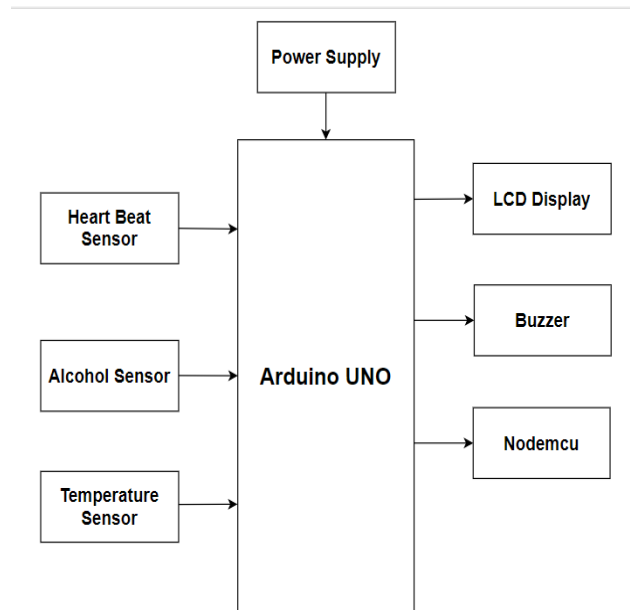 Power Supply
Heart Beat
Sensor
Alcohol Sensor
Temperature
Sensor
Arduino UNO
LCD Display
Buzzer
Nodemcu